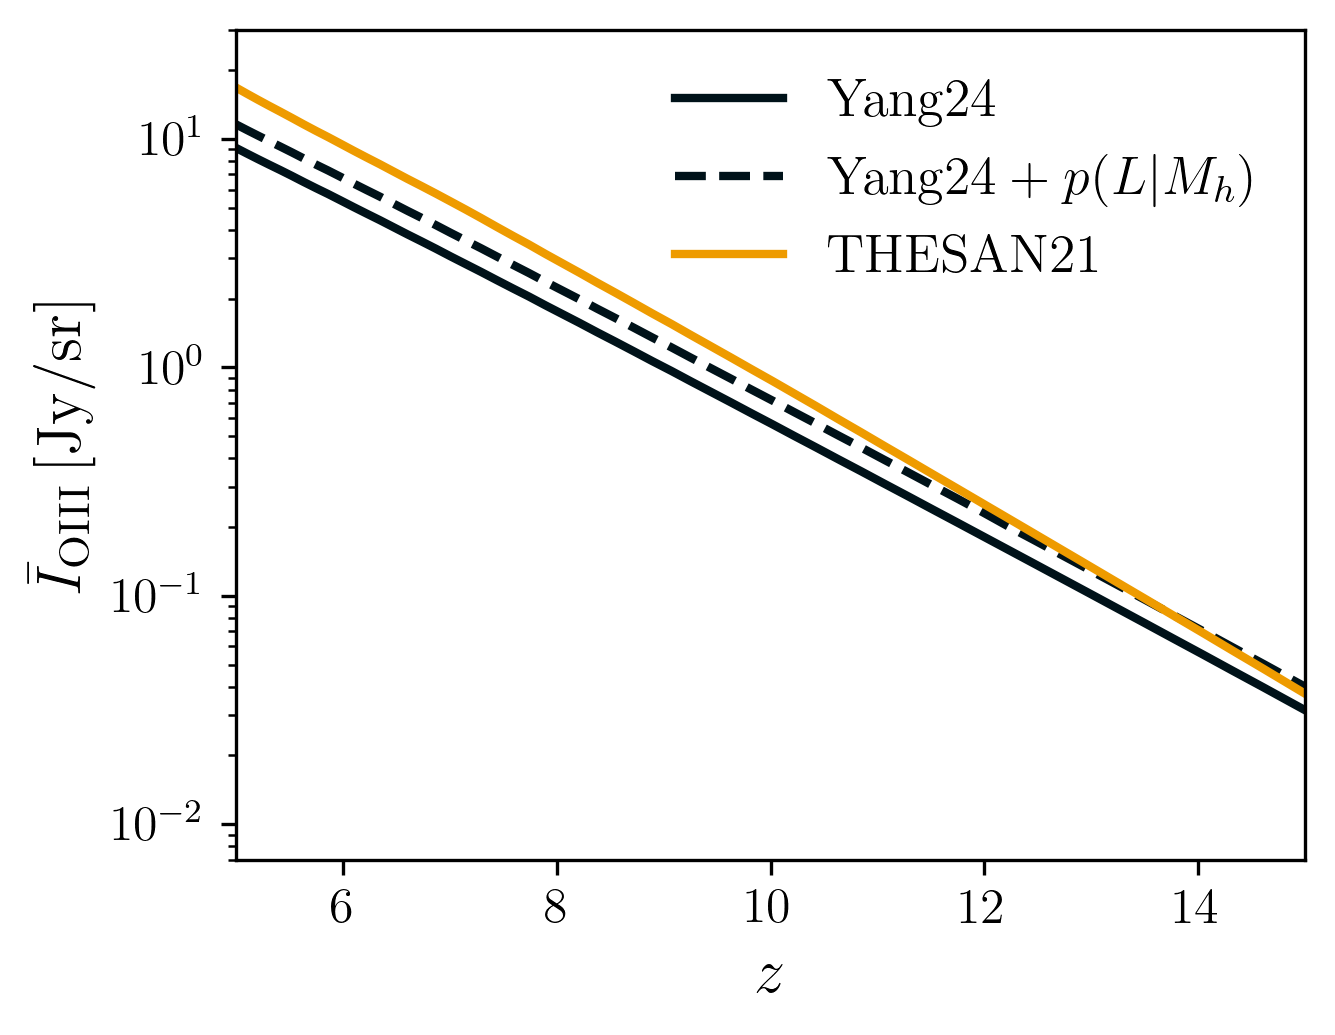 Yang24
Yang24 + p(L|M_h)
THESAN21
10^1
10^0
10^{-1}
10^{-2}
Ī_OIII [Jy/sr]
6 8 10 12 14
z